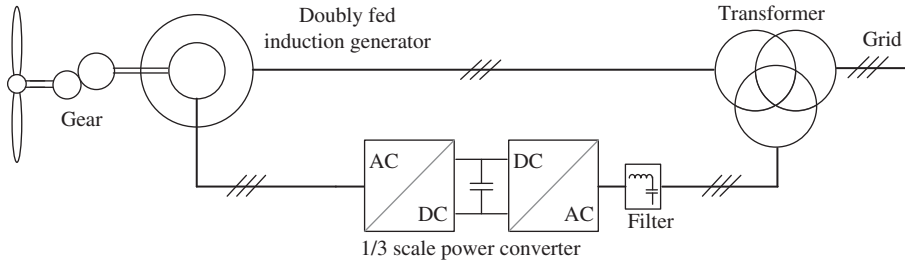 Doubly fed
induction generator
Transformer
Grid
Gear
AC
DC
DC
AC
Filter
1/3 scale power converter